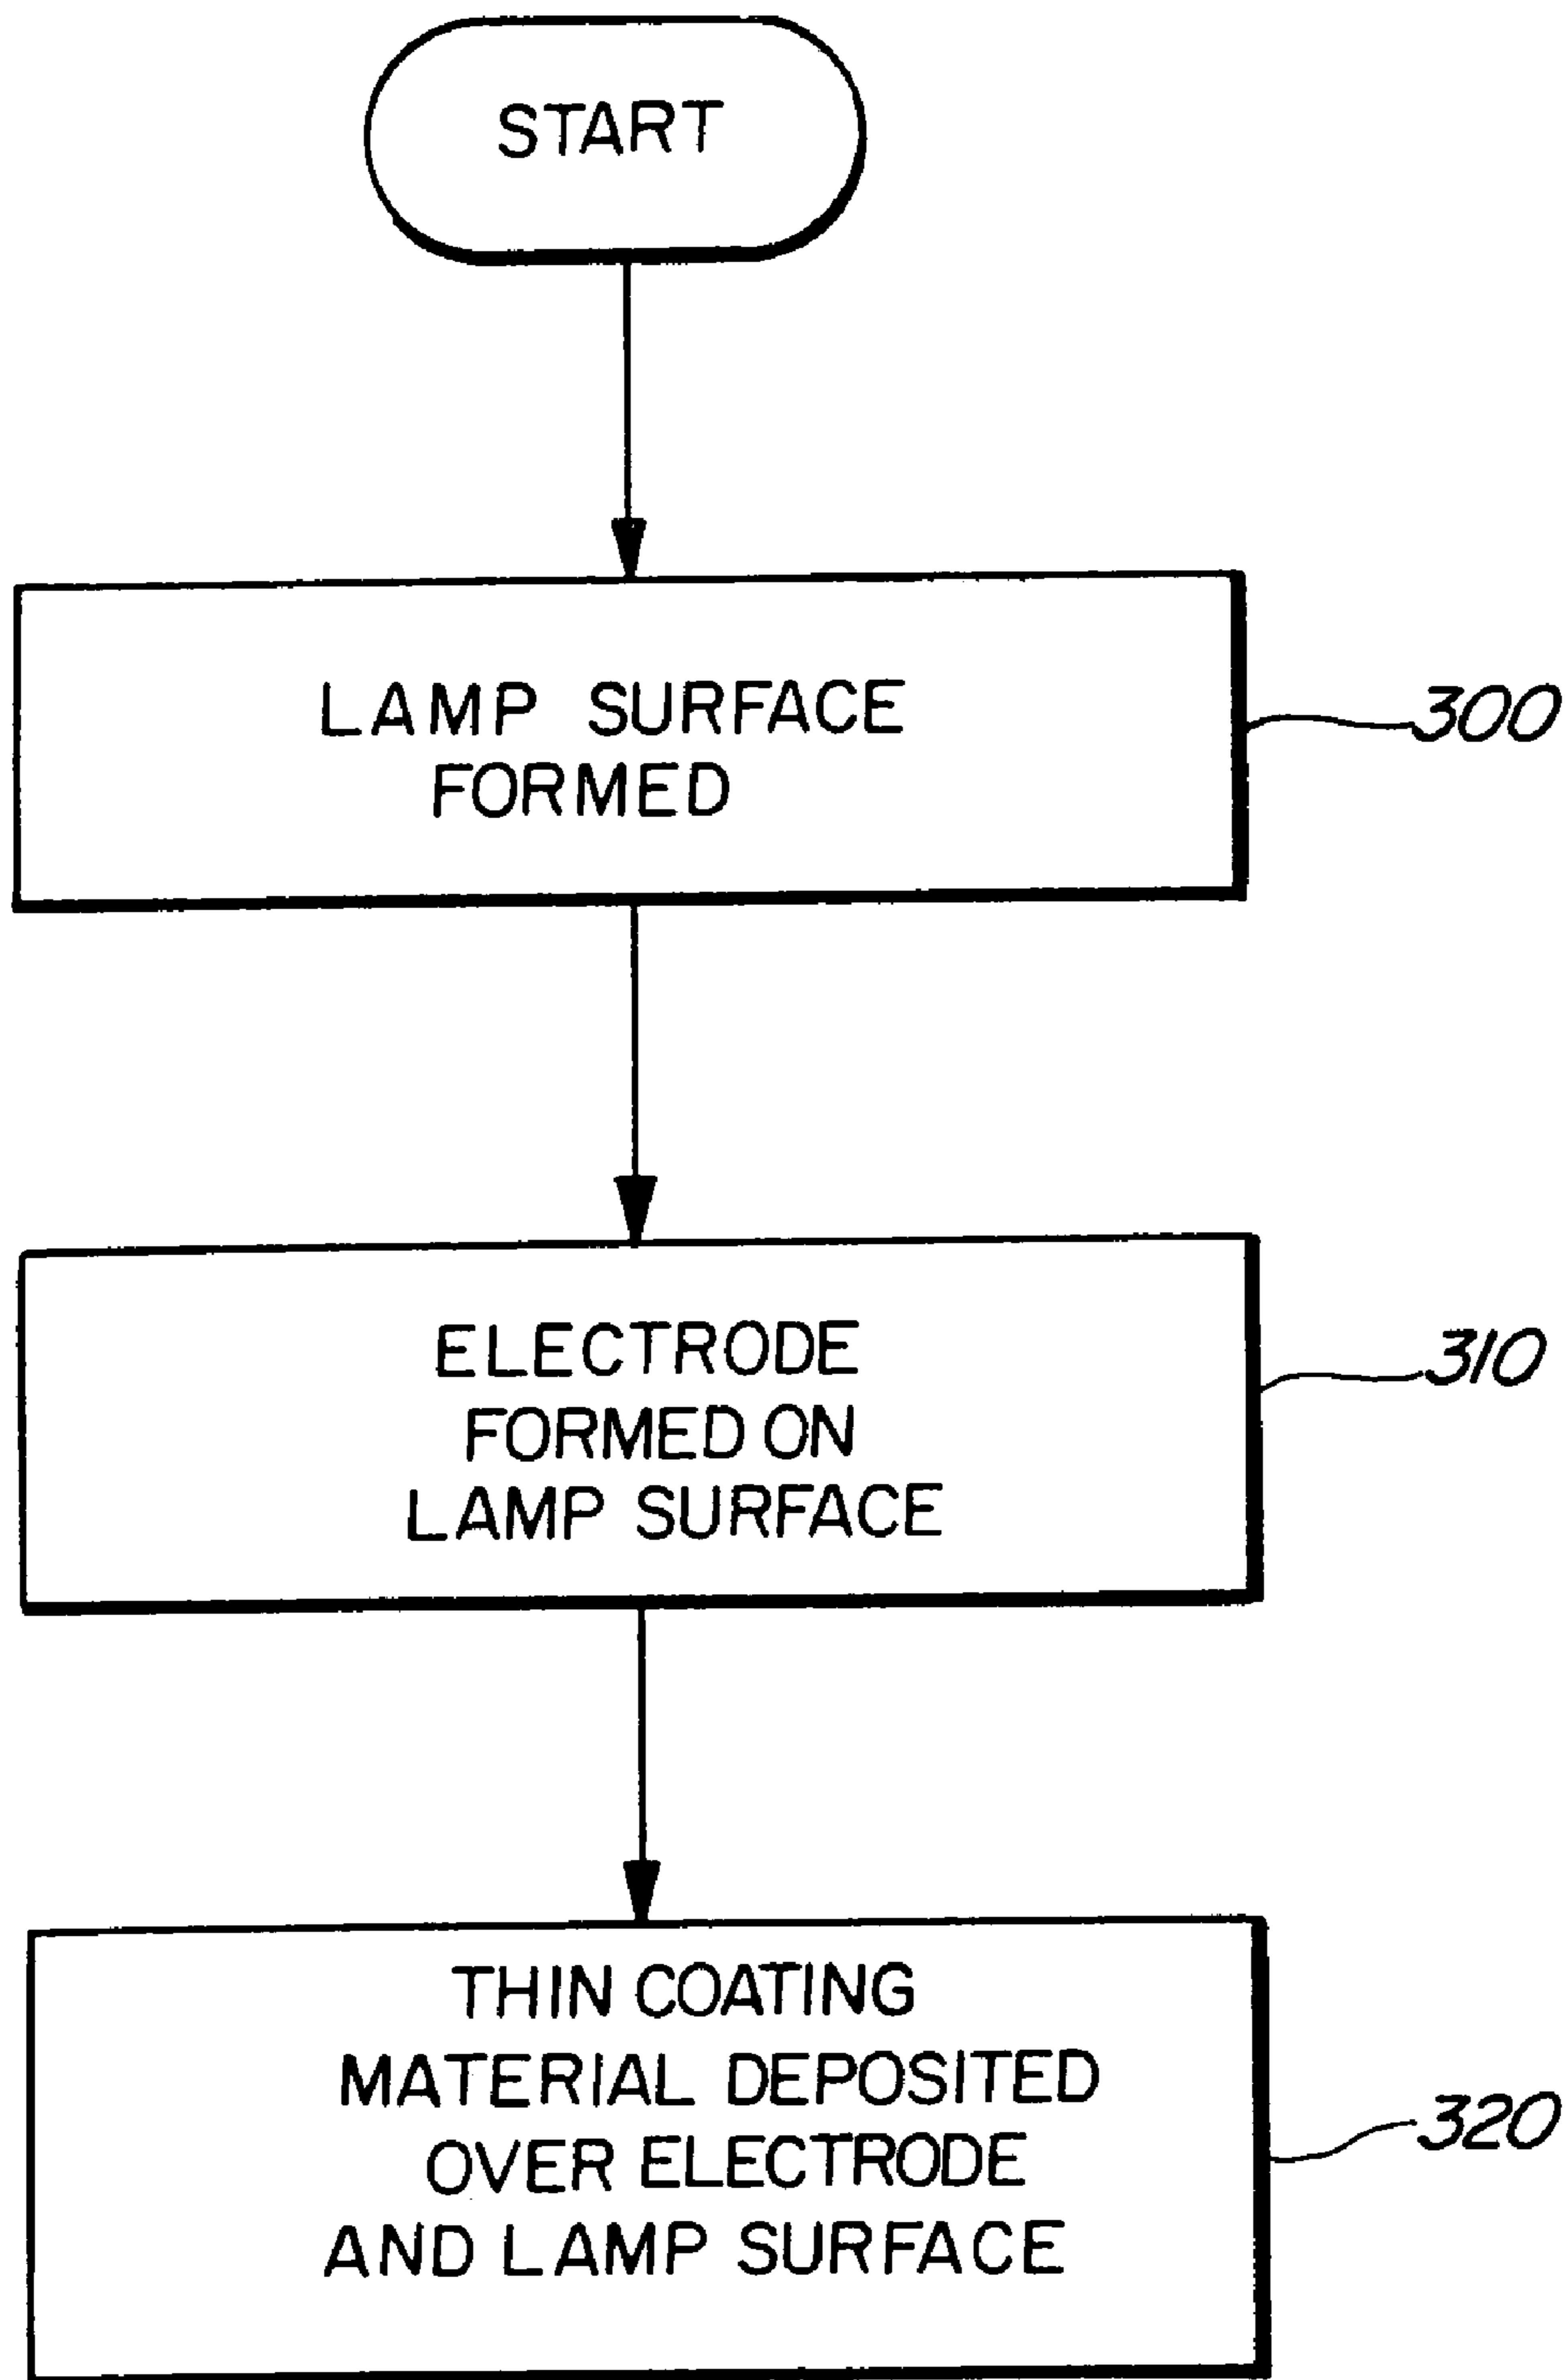 START
LAMP SURFACE
FORMED
300
ELECTRODE
FORMED ON
LAMP SURFACE
310
THIN COATING
MATERIAL DEPOSITED
OVER ELECTRODE
AND LAMP SURFACE
320